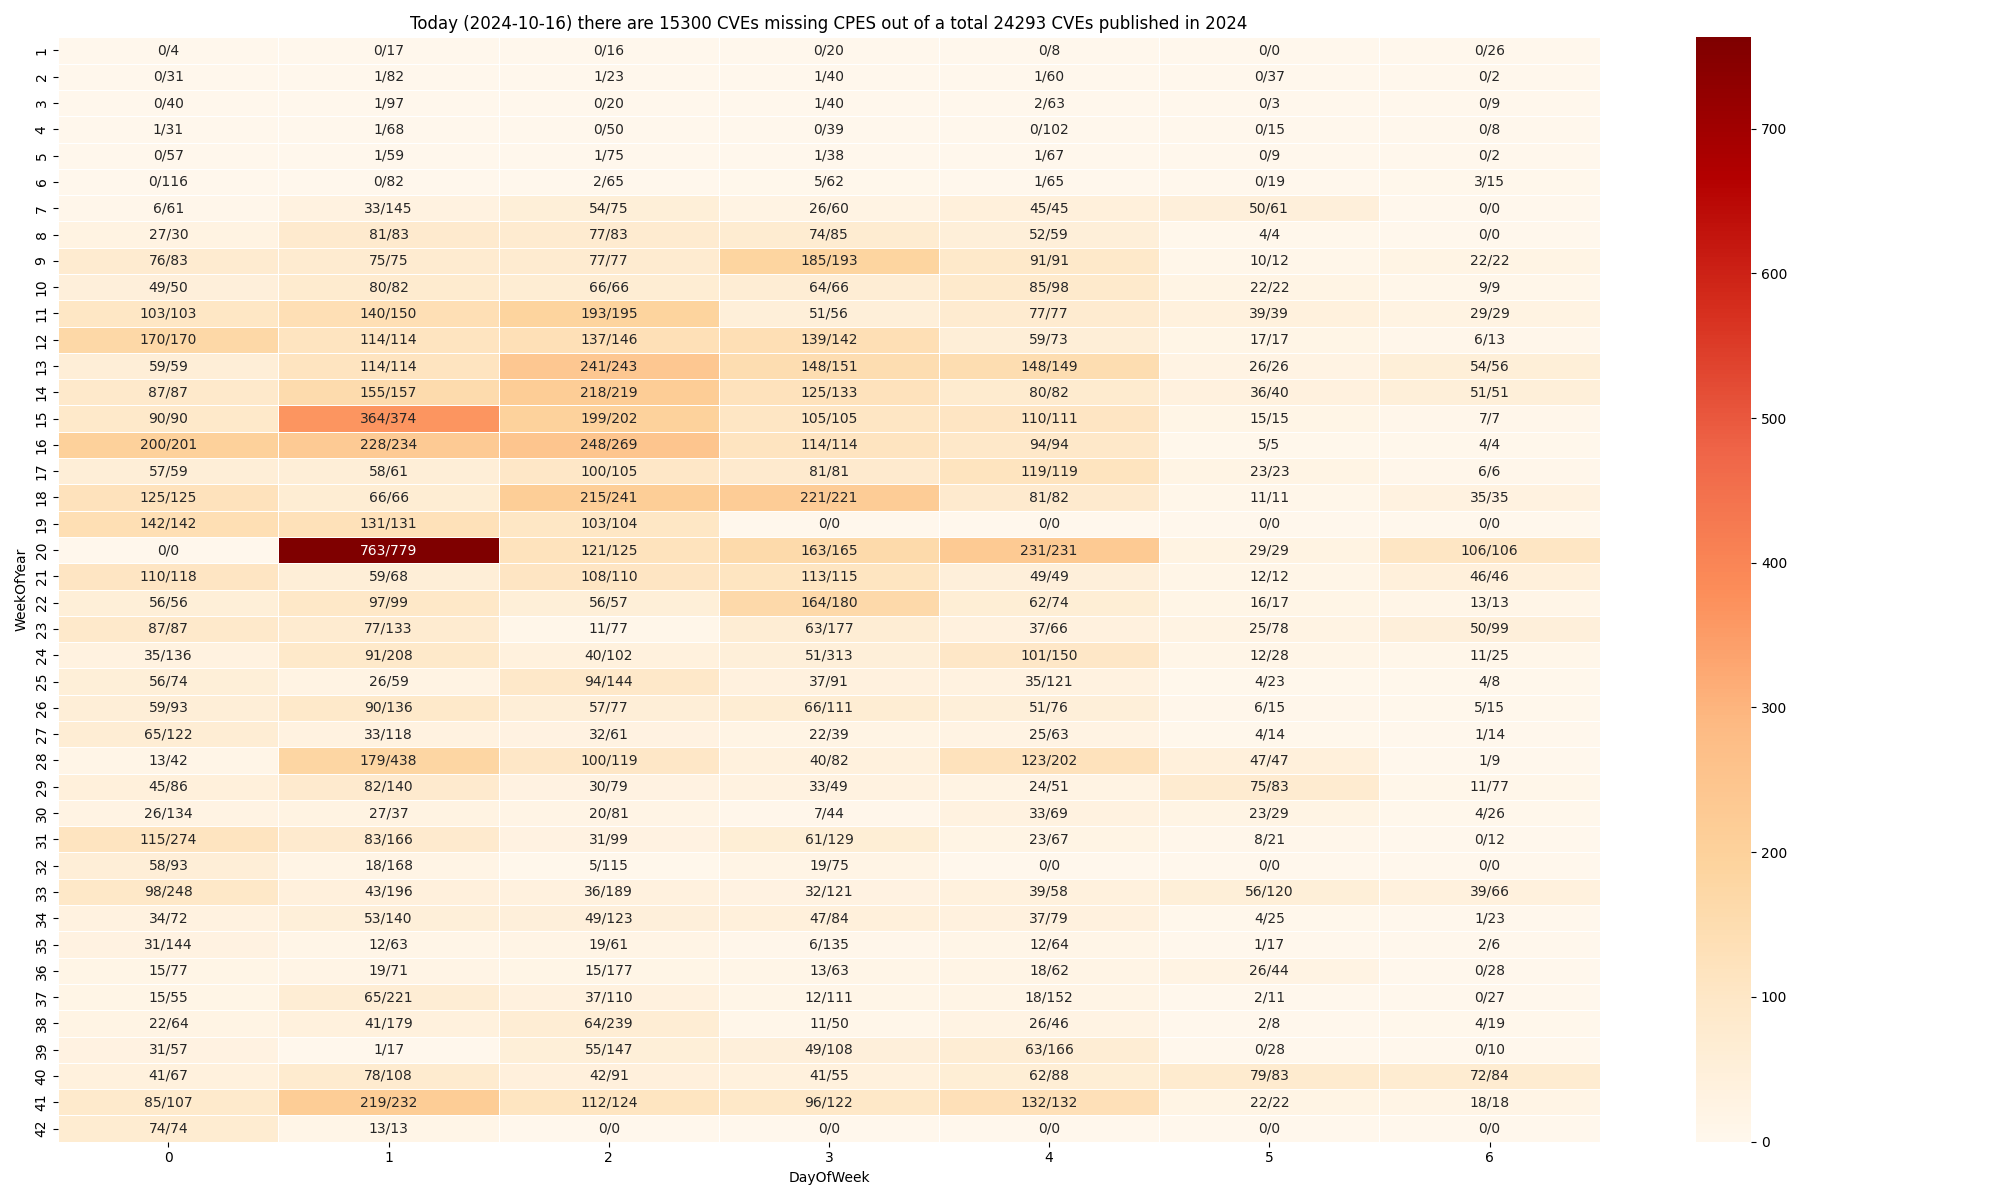 Today (2024-10-16) there are 15300 CVEs missing CPES out of a total 24293 CVEs published in 2024
1 0/4 0/17 0/16 0/20 0/8 0/0 0/26
2 0/31 1/82 1/23 1/40 1/60 0/37 0/2
3 0/40 1/97 0/20 1/40 2/63 0/3 0/9
4 1/31 1/68 0/50 0/39 0/102 0/15 0/8
5 0/57 1/59 1/75 1/38 1/67 0/9 0/2
6 0/116 0/82 2/65 5/62 1/65 0/19 3/15
7 6/61 33/145 54/75 26/60 45/45 50/61 0/0
8 27/30 81/83 77/83 74/85 52/59 4/4 0/0
9 76/83 75/75 77/77 185/193 91/91 10/12 22/22
10 49/50 80/82 66/66 64/66 85/98 22/22 9/9
11 103/103 140/150 193/195 51/56 77/77 39/39 29/29
12 170/170 114/114 137/146 139/142 59/73 17/17 6/13
13 59/59 114/114 241/243 148/151 148/149 26/26 54/56
14 87/87 155/157 218/219 125/133 80/82 36/40 51/51
15 90/90 364/374 199/202 105/105 110/111 15/15 7/7
16 200/201 228/234 248/269 114/114 94/94 5/5 4/4
17 57/59 58/61 100/105 81/81 119/119 23/23 6/6
18 125/125 66/66 215/241 221/221 81/82 11/11 35/35
19 142/142 131/131 103/104 0/0 0/0 0/0 0/0
20 0/0 763/779 121/125 163/165 231/231 29/29 106/106
21 110/118 59/68 108/110 113/115 49/49 12/12 46/46
22 56/56 97/99 56/57 164/180 62/74 16/17 13/13
23 87/87 77/133 11/77 63/177 37/66 25/78 50/99
24 35/136 91/208 40/102 51/313 101/150 12/28 11/25
25 56/74 26/59 94/144 37/91 35/121 4/23 4/8
26 59/93 90/136 57/77 66/111 51/76 6/15 5/15
27 65/122 33/118 32/61 22/39 25/63 4/14 1/14
28 13/42 179/438 100/119 40/82 123/202 47/47 1/9
29 45/86 82/140 30/79 33/49 24/51 75/83 11/77
30 26/134 27/37 20/81 7/44 33/69 23/29 4/26
31 115/274 83/166 31/99 61/129 23/67 8/21 0/12
32 58/93 18/168 5/115 19/75 0/0 0/0 0/0
33 98/248 43/196 36/189 32/121 39/58 56/120 39/66
34 34/72 53/140 49/123 47/84 37/79 4/25 1/23
35 31/144 12/63 19/61 6/135 12/64 1/17 2/6
36 15/77 19/71 15/177 13/63 18/62 26/44 0/28
37 15/55 65/221 37/110 12/111 18/152 2/11 0/27
38 22/64 41/179 64/239 11/50 26/46 2/8 4/19
39 31/57 1/17 55/147 49/108 63/166 0/28 0/10
40 41/67 78/108 42/91 41/55 62/88 79/83 72/84
41 85/107 219/232 112/124 96/122 132/132 22/22 18/18
42 74/74 13/13 0/0 0/0 0/0 0/0 0/0
0 1 2 3 4 5 6
DayOfWeek
WeekOfYear
700
600
500
400
300
200
100
0